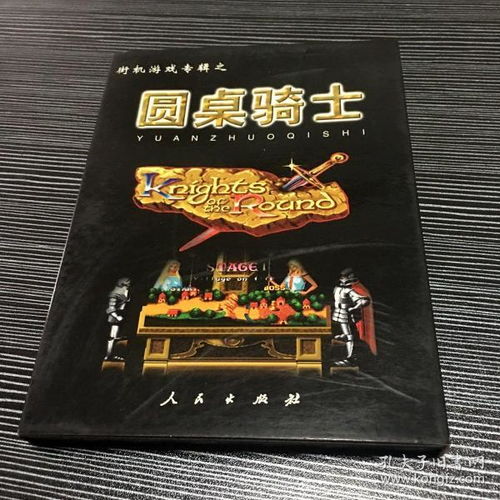 街机游戏专辑之
圆桌骑士
YUANZHUOQISHI
Knights
of the Round
STAGE 1
BOSS
人民出版社
孔夫子旧书网
www.kongfz.com